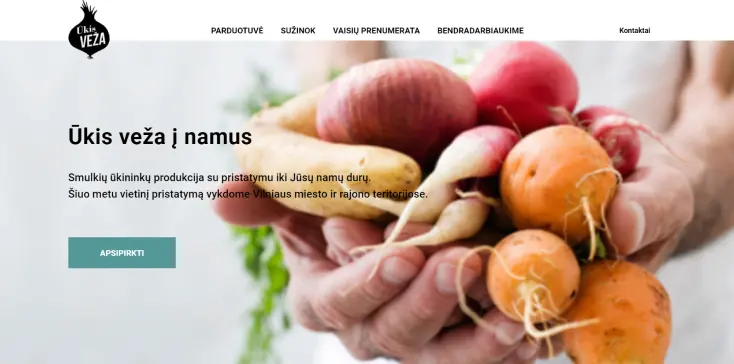 Ūkis
VEŽA
PARDUOTUVĖ SUŽINOK VAISIŲ PRENUMERATA BENDRADARBIAUKIME Kontaktai
Ūkis veža į namus
Smulkių ūkininkų produkcija su pristatymu iki Jūsų namų durų.
Šiuo metu vietinį pristatymą vykdome Vilniaus miesto ir rajono teritorijose.
APSIPIRKTI